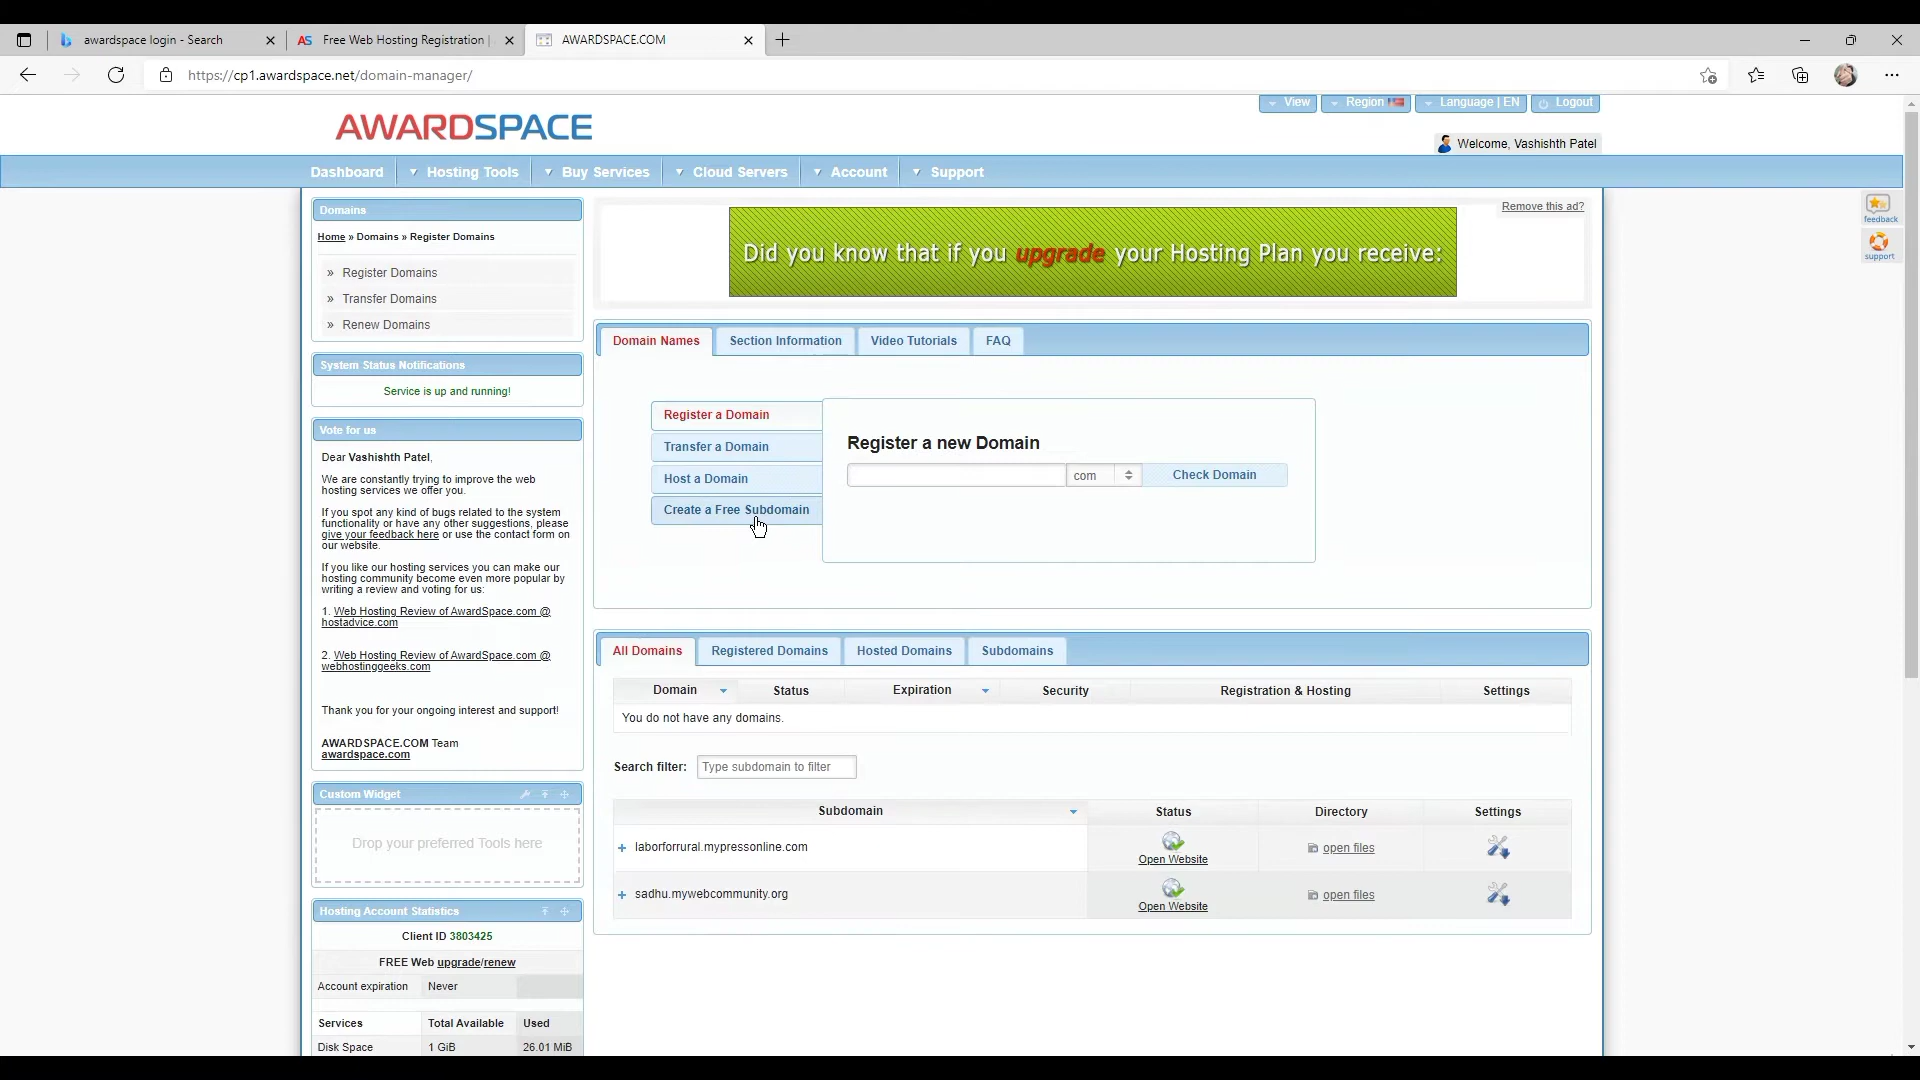 awardspace login - Search
AS Free Web Hosting Registration |
AWARDSPACE.COM
https://cp1.awardspace.net/domain-manager/
View
Region
Language | EN
Logout
AWARDSPACE
Welcome, Vashishth Patel
Dashboard
Hosting Tools
Buy Services
Cloud Servers
Account
Support
Domains
Home » Domains » Register Domains
» Register Domains
» Transfer Domains
» Renew Domains
System Status Notifications
Service is up and running!
Vote for us
Dear Vashishth Patel,
We are constantly trying to improve the web
hosting services we offer you.
If you spot any kind of bugs related to the system
functionality or have any other suggestions, please
give your feedback here or use the contact form on
our website.
If you like our hosting services you can make our
hosting community become even more popular by
writing a review and voting for us:
1. Web Hosting Review of AwardSpace.com @
hostadvice.com
2. Web Hosting Review of AwardSpace.com @
webhostinggeeks.com
Thank you for your ongoing interest and support!
AWARDSPACE.COM Team
awardspace.com
Custom Widget
Drop your preferred Tools here
Hosting Account Statistics
Client ID 3803425
FREE Web upgrade/renew
Account expiration Never
Services Total Available Used
Disk Space 1 GiB 26.01 MiB
Remove this ad?
Did you know that if you upgrade your Hosting Plan you receive:
feedback
support
Domain Names
Section Information
Video Tutorials
FAQ
Register a Domain
Transfer a Domain
Host a Domain
Create a Free Subdomain
Register a new Domain
com
Check Domain
All Domains
Registered Domains
Hosted Domains
Subdomains
Domain Status Expiration Security Registration & Hosting Settings
You do not have any domains.
Search filter: Type subdomain to filter
Subdomain Status Directory Settings
+ laborforrural.mypressonline.com Open Website open files
+ sadhu.mywebcommunity.org Open Website open files